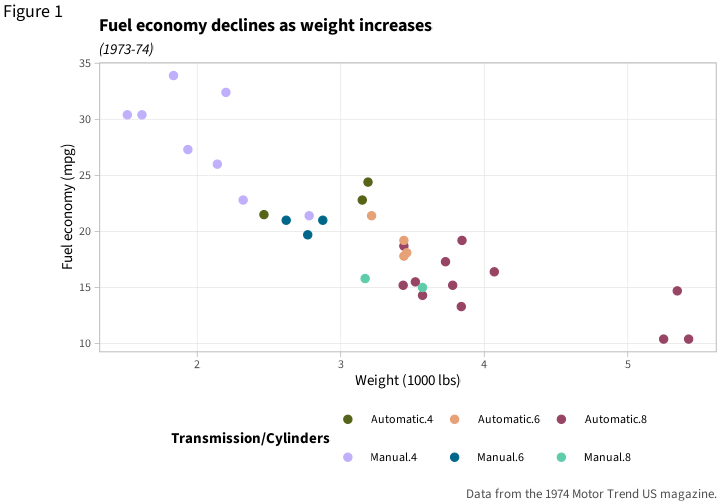 Figure 1
Fuel economy declines as weight increases
(1973-74)
35
30
25
20
15
10
Fuel economy (mpg)
2 3 4 5
Weight (1000 lbs)
Transmission/Cylinders
Automatic.4 Automatic.6 Automatic.8
Manual.4 Manual.6 Manual.8
Data from the 1974 Motor Trend US magazine.